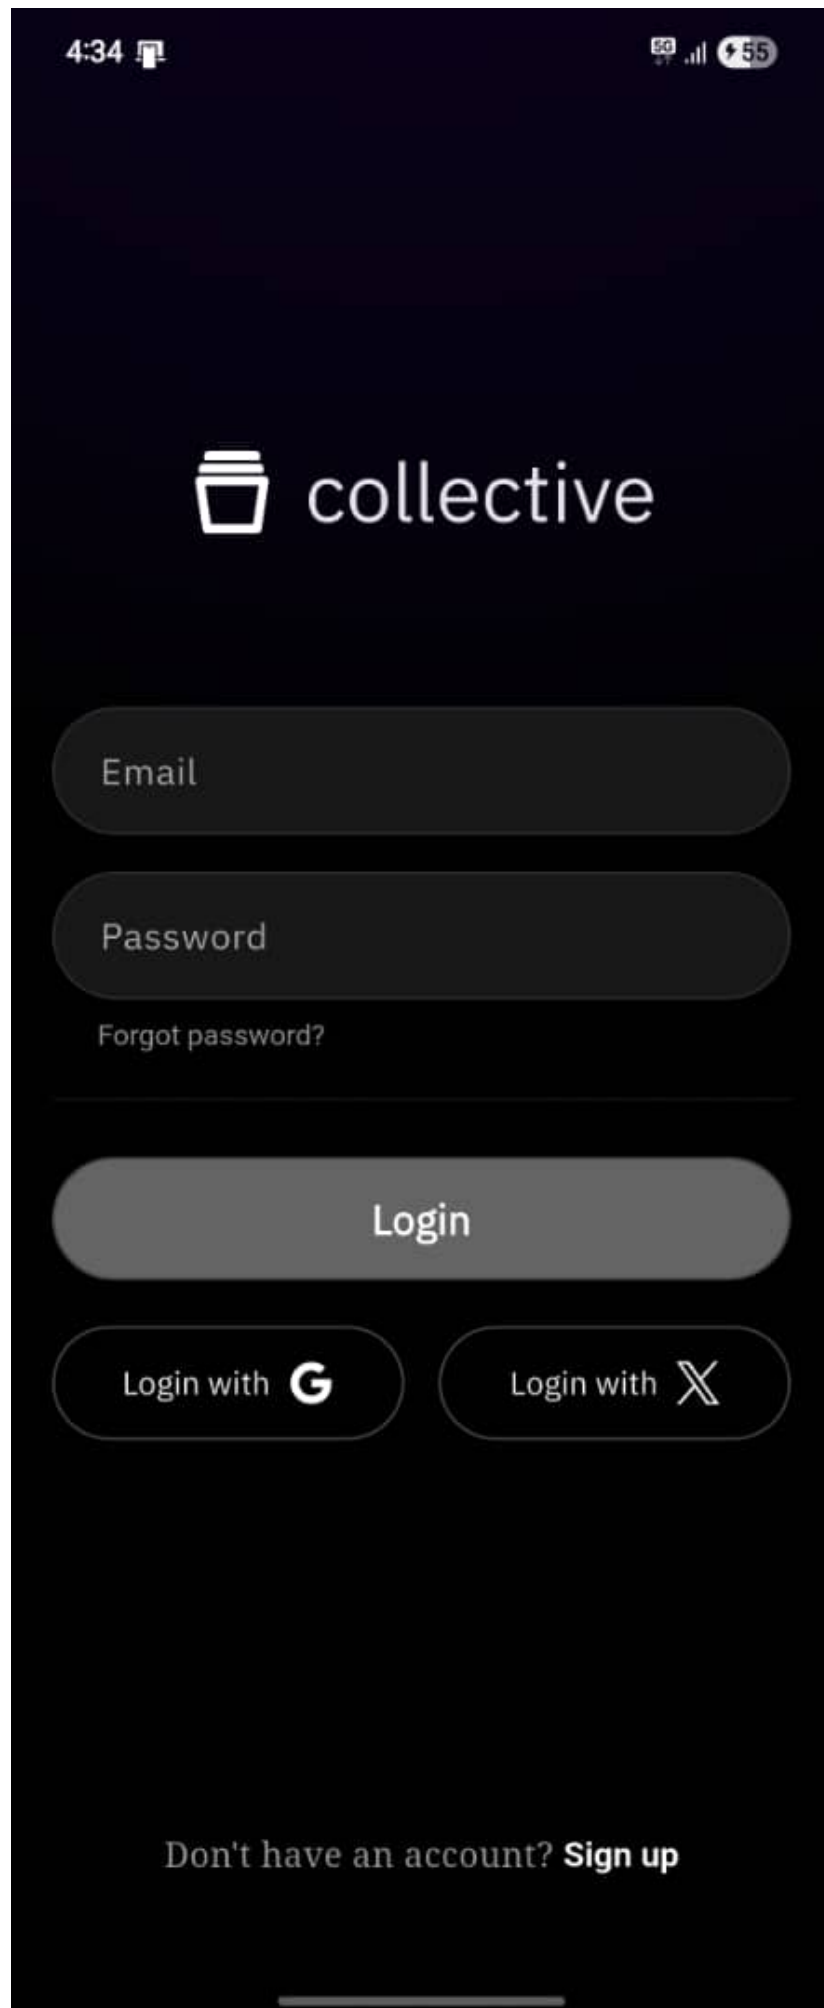 4:34 5G 55
collective
Email
Password
Forgot password?
Login
Login with G Login with X
Don't have an account? Sign up